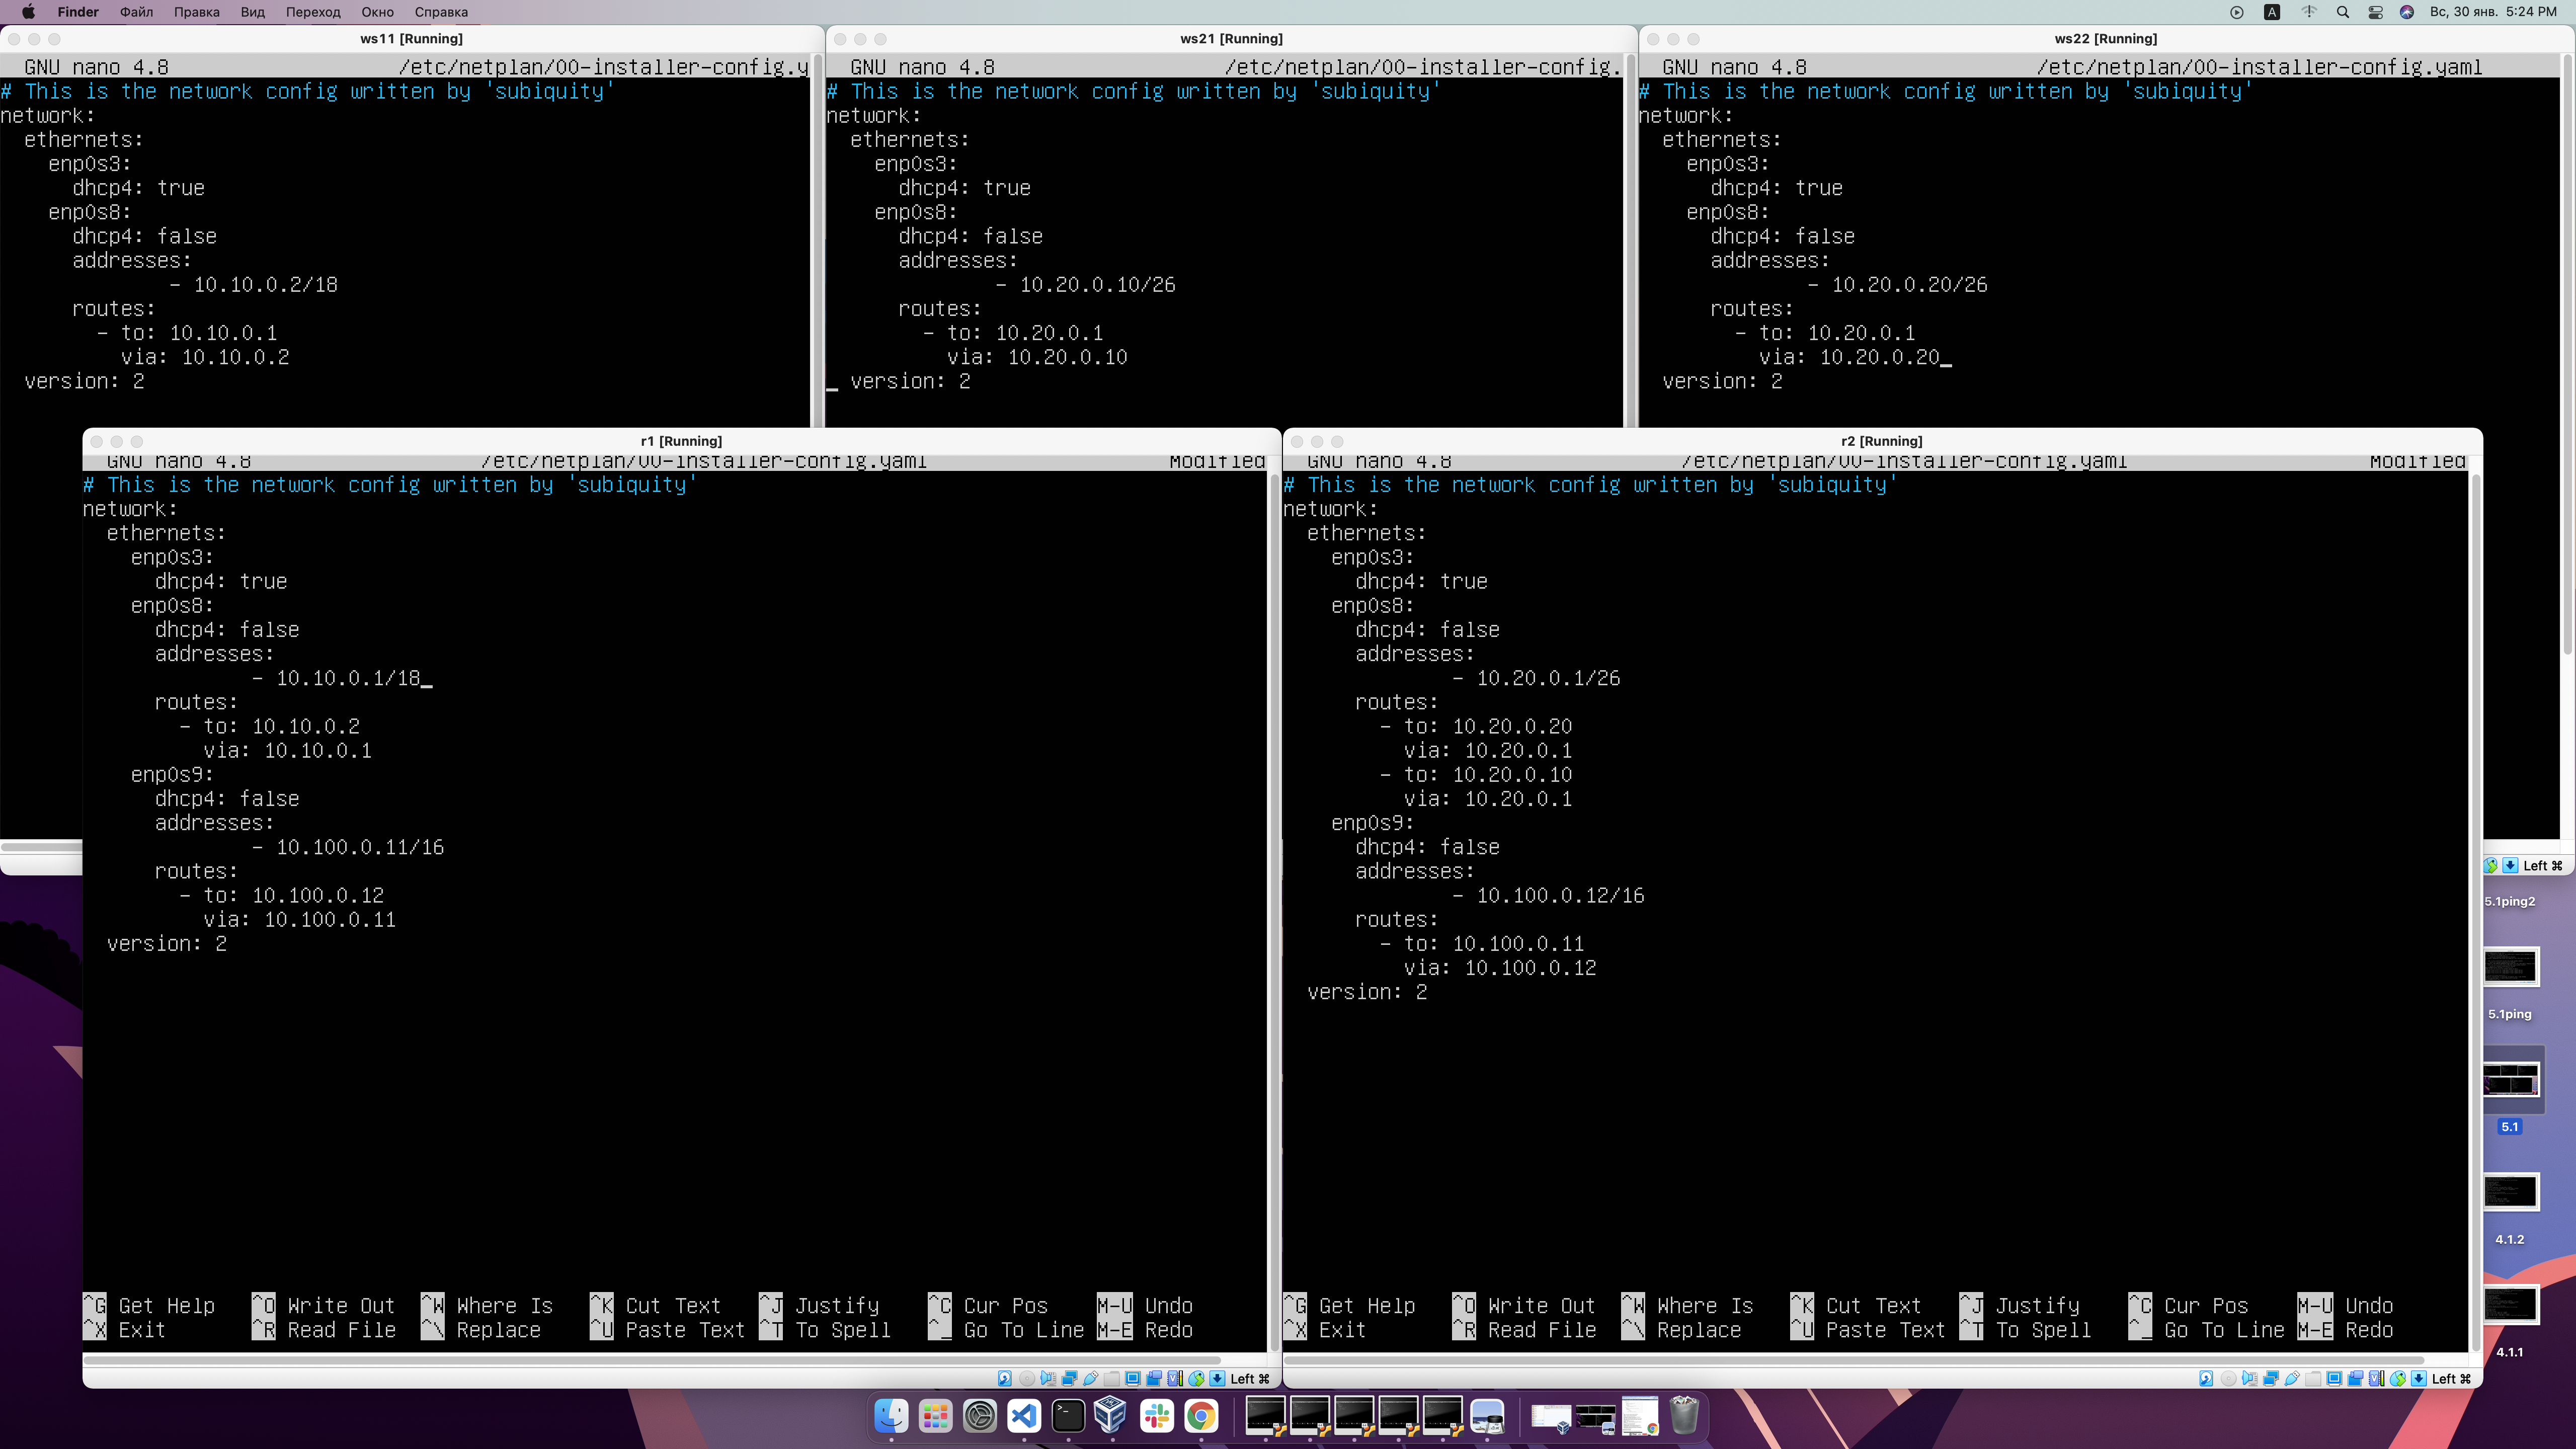 Finder Файл Правка Вид Переход Окно Справка A Вс, 30 янв. 5:24 PM
ws11 [Running]
GNU nano 4.8 /etc/netplan/00-installer-config.y
# This is the network config written by 'subiquity'
network:
  ethernets:
    enp0s3:
      dhcp4: true
    enp0s8:
      dhcp4: false
      addresses:
              - 10.10.0.2/18
      routes:
        - to: 10.10.0.1
          via: 10.10.0.2
  version: 2
ws21 [Running]
GNU nano 4.8 /etc/netplan/00-installer-config.
# This is the network config written by 'subiquity'
network:
  ethernets:
    enp0s3:
      dhcp4: true
    enp0s8:
      dhcp4: false
      addresses:
              - 10.20.0.10/26
      routes:
        - to: 10.20.0.1
          via: 10.20.0.10
  version: 2
ws22 [Running]
GNU nano 4.8 /etc/netplan/00-installer-config.yaml
# This is the network config written by 'subiquity'
network:
  ethernets:
    enp0s3:
      dhcp4: true
    enp0s8:
      dhcp4: false
      addresses:
              - 10.20.0.20/26
      routes:
        - to: 10.20.0.1
          via: 10.20.0.20
  version: 2
Left ⌘
r1 [Running]
GNU nano 4.8 /etc/netplan/00-installer-config.yaml Modified
# This is the network config written by 'subiquity'
network:
  ethernets:
    enp0s3:
      dhcp4: true
    enp0s8:
      dhcp4: false
      addresses:
              - 10.10.0.1/18
      routes:
        - to: 10.10.0.2
          via: 10.10.0.1
    enp0s9:
      dhcp4: false
      addresses:
              - 10.100.0.11/16
      routes:
        - to: 10.100.0.12
          via: 10.100.0.11
  version: 2
^G Get Help ^O Write Out ^W Where Is ^K Cut Text ^J Justify ^C Cur Pos M-U Undo
^X Exit ^R Read File ^\ Replace ^U Paste Text ^T To Spell ^_ Go To Line M-E Redo
Left ⌘
r2 [Running]
GNU nano 4.8 /etc/netplan/00-installer-config.yaml Modified
# This is the network config written by 'subiquity'
network:
  ethernets:
    enp0s3:
      dhcp4: true
    enp0s8:
      dhcp4: false
      addresses:
              - 10.20.0.1/26
      routes:
        - to: 10.20.0.20
          via: 10.20.0.1
        - to: 10.20.0.10
          via: 10.20.0.1
    enp0s9:
      dhcp4: false
      addresses:
              - 10.100.0.12/16
      routes:
        - to: 10.100.0.11
          via: 10.100.0.12
  version: 2
^G Get Help ^O Write Out ^W Where Is ^K Cut Text ^J Justify ^C Cur Pos M-U Undo
^X Exit ^R Read File ^\ Replace ^U Paste Text ^T To Spell ^_ Go To Line M-E Redo
Left ⌘
5.1ping2
5.1ping
5.1
4.1.2
4.1.1